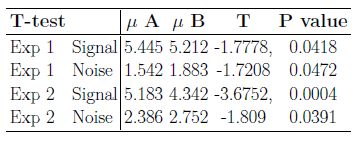 T-test μ A μ B T P value
Exp 1 Signal 5.445 5.212 -1.7778, 0.0418
Exp 1 Noise 1.542 1.883 -1.7208 0.0472
Exp 2 Signal 5.183 4.342 -3.6752, 0.0004
Exp 2 Noise 2.386 2.752 -1.809 0.0391